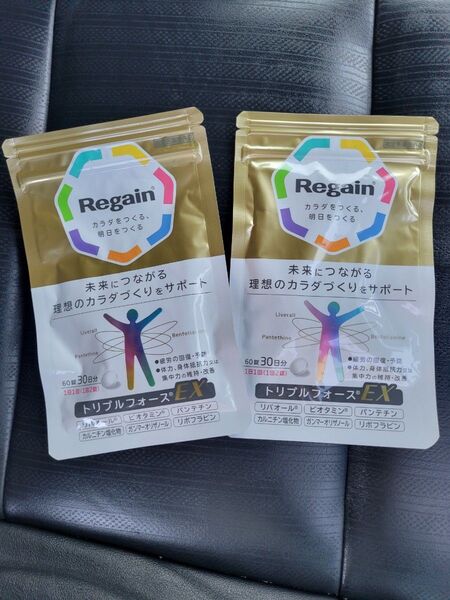 Regain®
カラダをつくる、
明日をつくる
未来につながる
理想のカラダづくりをサポート
Uverall
Pantethine
Benfotiamine
●疲労の回復・予防
●体力、身体抵抗力又は
集中力の維持・改善
60錠30日分
1日1回(1回2錠)
トリプルフォース®EX
リバオール® ビオタミン® パンテチン
カルニチン塩化物 ガンマーオリザノール リボフラビン
Regain®
カラダをつくる、
明日をつくる
未来につながる
理想のカラダづくりをサポート
Liverall
Pantethine
Benfotiamine
●疲労の回復・予防
●体力、身体抵抗力又は
集中力の維持・改善
60錠30日分
1日1回(1回2錠)
トリプルフォース®EX
リバオール® ビオタミン® パンテチン
カルニチン塩化物 ガンマーオリザノール リボフラビン